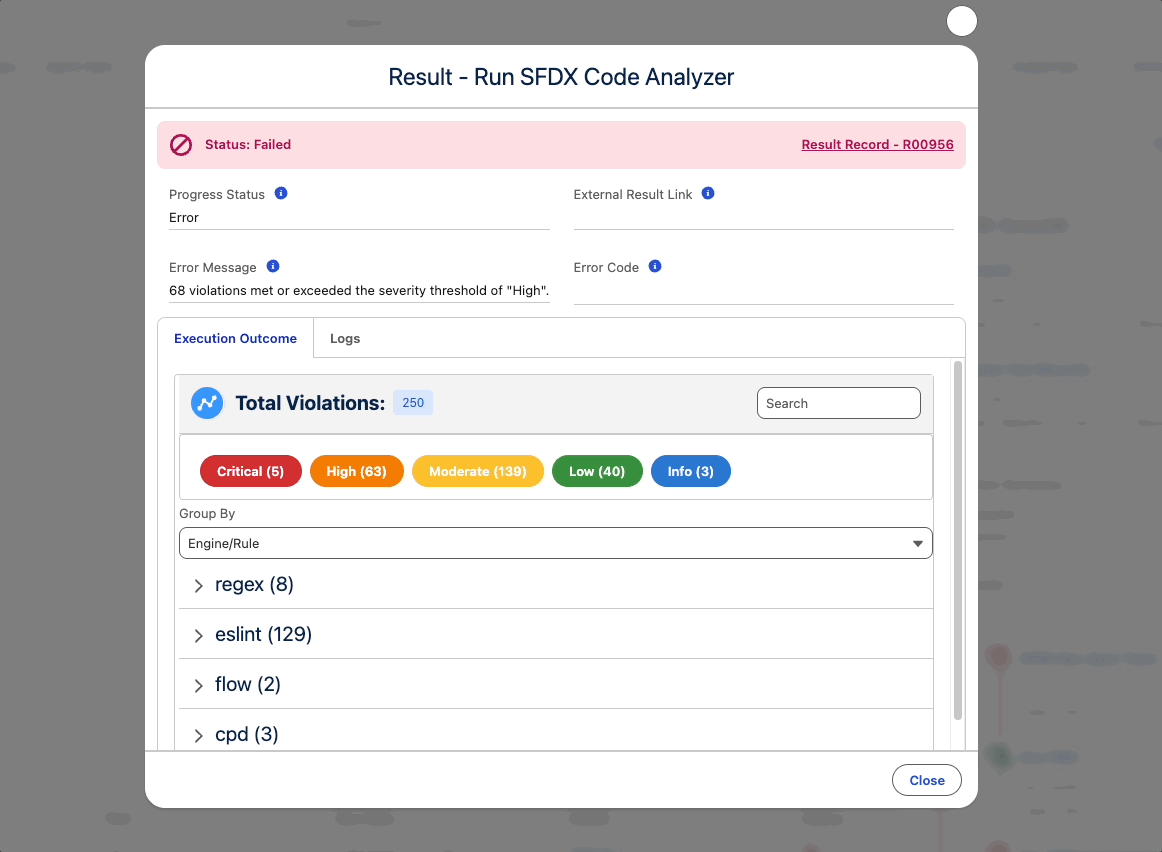 Result - Run SFDX Code Analyzer
Status: Failed
Result Record - R00956
Progress Status
External Result Link
Error
Error Message
Error Code
68 violations met or exceeded the severity threshold of "High".
Execution Outcome
Logs
Total Violations:
250
Search
Critical (5)
High (63)
Moderate (139)
Low (40)
Info (3)
Group By
Engine/Rule
regex (8)
eslint (129)
flow (2)
cpd (3)
Close